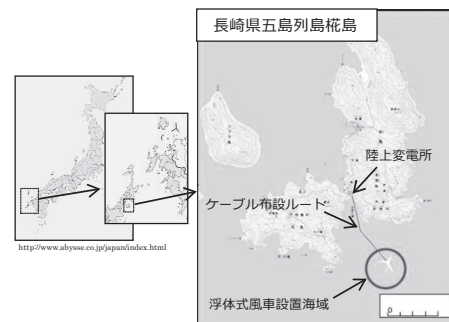 長崎県五島列島椛島
陸上変電所
ケーブル布設ルート
http://www.abysse.co.jp/japan/index.html
浮体式風車設置海域